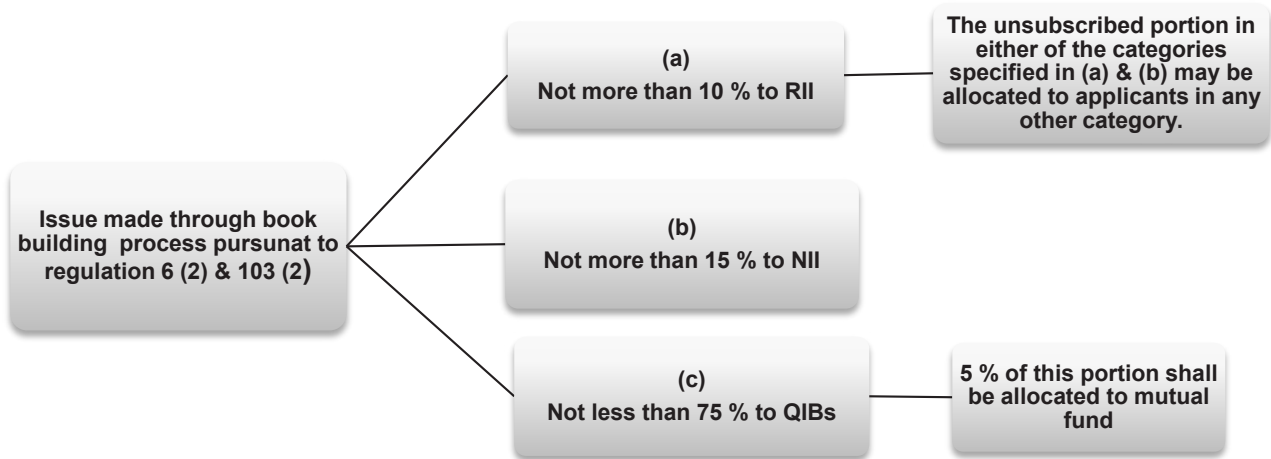 Issue made through book
building process pursunat to
regulation 6 (2) & 103 (2)
(a)
Not more than 10 % to RII
The unsubscribed portion in
either of the categories
specified in (a) & (b) may be
allocated to applicants in any
other category.
(b)
Not more than 15 % to NII
(c)
Not less than 75 % to QIBs
5 % of this portion shall
be allocated to mutual
fund